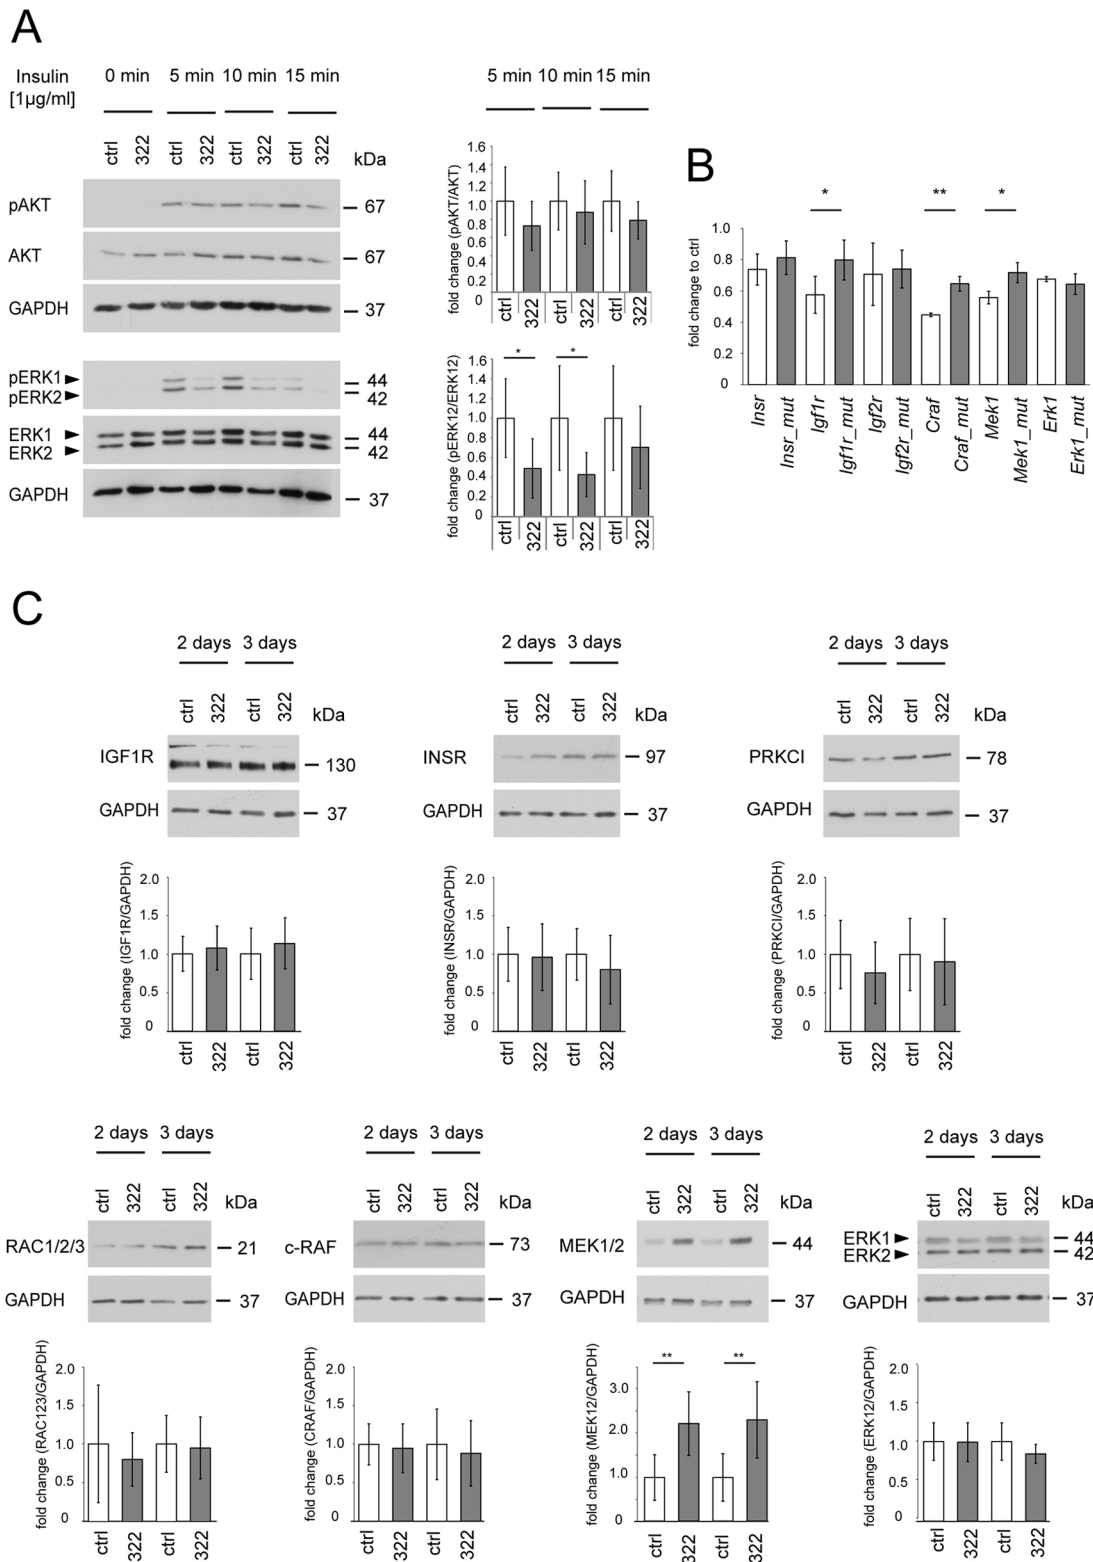 A
Insulin
[1µg/ml]
0 min 5 min 10 min 15 min
ctrl 322 ctrl 322 ctrl 322 ctrl 322 kDa
pAKT 67
AKT 67
GAPDH 37
pERK1 44
pERK2 42
ERK1 44
ERK2 42
GAPDH 37
5 min 10 min 15 min
fold change (pAKT/AKT)
1.6
1.4
1.2
1.0
0.8
0.6
0.4
0.2
0
ctrl 322 ctrl 322 ctrl 322
fold change (pERK12/ERK12)
1.6
1.4
1.2
1.0
0.8
0.6
0.4
0.2
0
* *
ctrl 322 ctrl 322 ctrl 322
B
* ** *
fold change to ctrl
1.0
0.8
0.6
0.4
0.2
0
Insr Insr_mut Igf1r Igf1r_mut Igf2r Igf2r_mut Craf Craf_mut Mek1 Mek1_mut Erk1 Erk1_mut
C
2 days 3 days
ctrl 322 ctrl 322 kDa
IGF1R 130
GAPDH 37
fold change (IGF1R/GAPDH)
2.0
1.5
1.0
0.5
0
ctrl 322 ctrl 322
2 days 3 days
ctrl 322 ctrl 322 kDa
INSR 97
GAPDH 37
fold change (INSR/GAPDH)
2.0
1.5
1.0
0.5
0
ctrl 322 ctrl 322
2 days 3 days
ctrl 322 ctrl 322 kDa
PRKCI 78
GAPDH 37
fold change (PRKCI/GAPDH)
2.0
1.5
1.0
0.5
0
ctrl 322 ctrl 322
2 days 3 days
ctrl 322 ctrl 322 kDa
RAC1/2/3 21
GAPDH 37
fold change (RAC123/GAPDH)
2.0
1.5
1.0
0.5
0
ctrl 322 ctrl 322
2 days 3 days
ctrl 322 ctrl 322 kDa
c-RAF 73
GAPDH 37
fold change (CRAF/GAPDH)
2.0
1.5
1.0
0.5
0
ctrl 322 ctrl 322
2 days 3 days
ctrl 322 ctrl 322 kDa
MEK1/2 44
GAPDH 37
fold change (MEK12/GAPDH)
** **
3.0
2.0
1.0
0
ctrl 322 ctrl 322
2 days 3 days
ctrl 322 ctrl 322 kDa
ERK1 44
ERK2 42
GAPDH 37
fold change (ERK12/GAPDH)
2.0
1.5
1.0
0.5
0
ctrl 322 ctrl 322